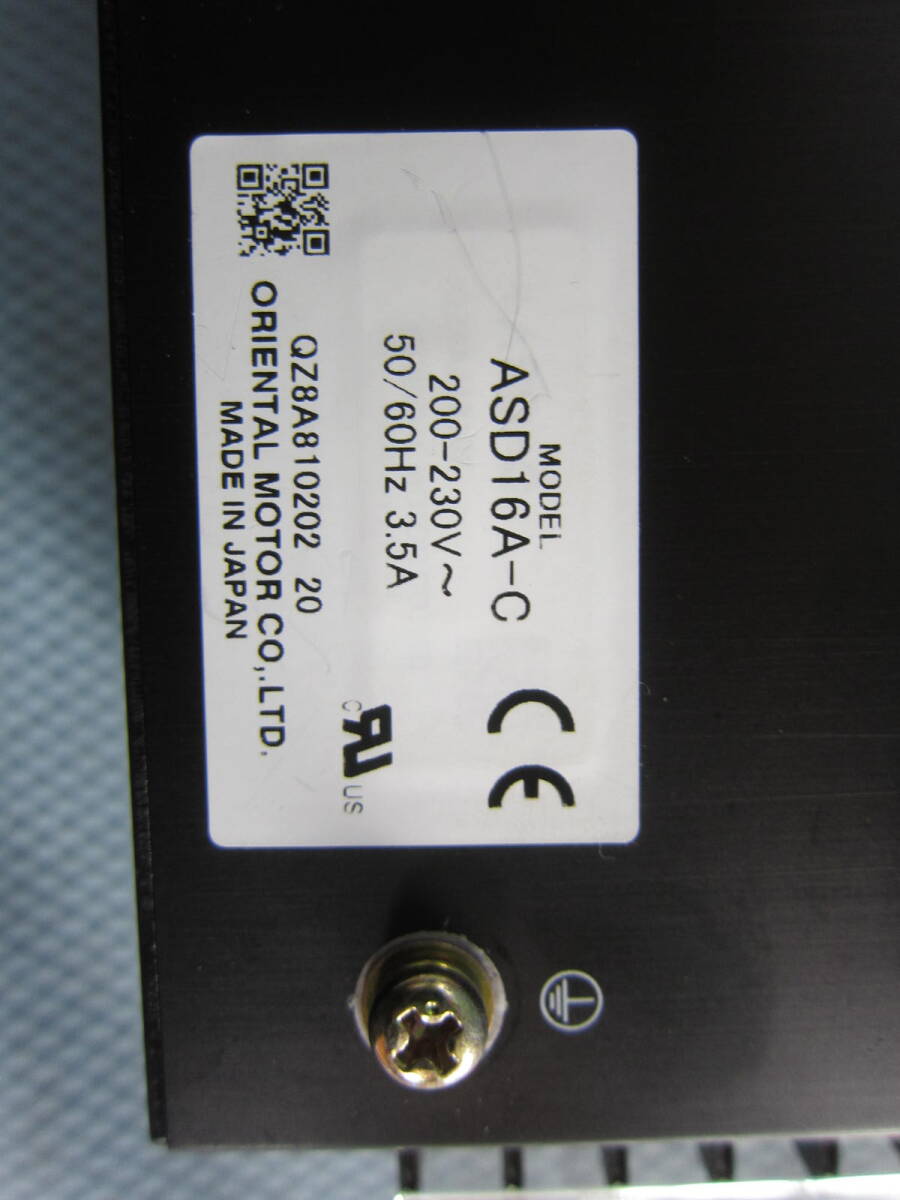 MODEL
ASD16A-C
200-230V~
50/60Hz 3.5A
CE
c RU US
QZ8A810202 20
ORIENTAL MOTOR CO,.LTD.
MADE IN JAPAN